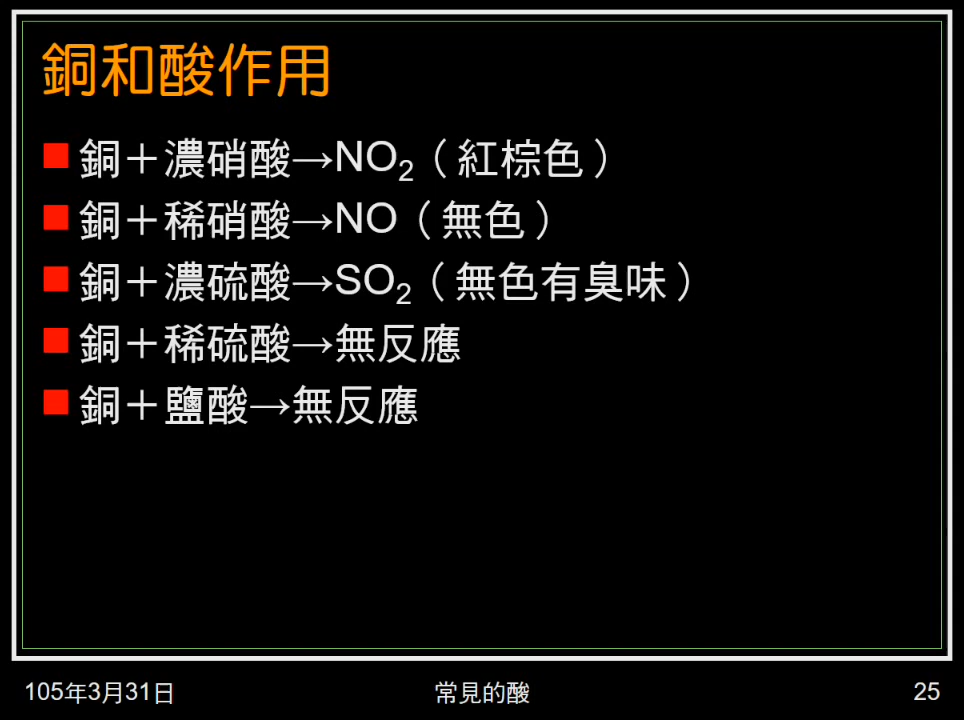 銅和酸作用
銅＋濃硝酸→NO₂（紅棕色）
銅＋稀硝酸→NO（無色）
銅＋濃硫酸→SO₂（無色有臭味）
銅＋稀硫酸→無反應
銅＋鹽酸→無反應
105年3月31日
常見的酸
25